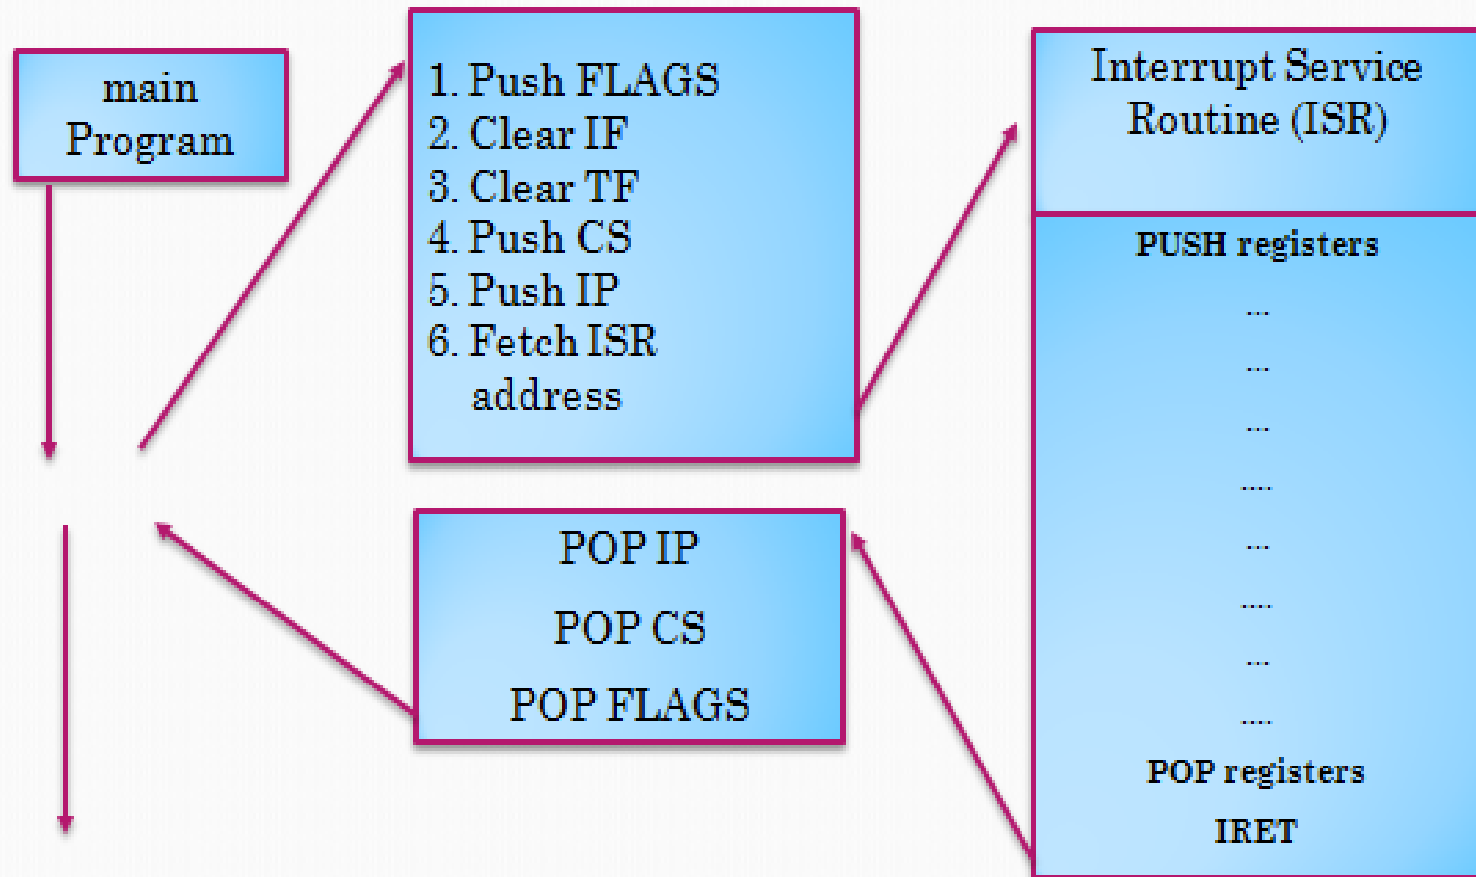 main
Program
1. Push FLAGS
2. Clear IF
3. Clear TF
4. Push CS
5. Push IP
6. Fetch ISR
address
Interrupt Service
Routine (ISR)
PUSH registers
...
...
...
....
...
....
...
....
POP registers
IRET
POP IP
POP CS
POP FLAGS